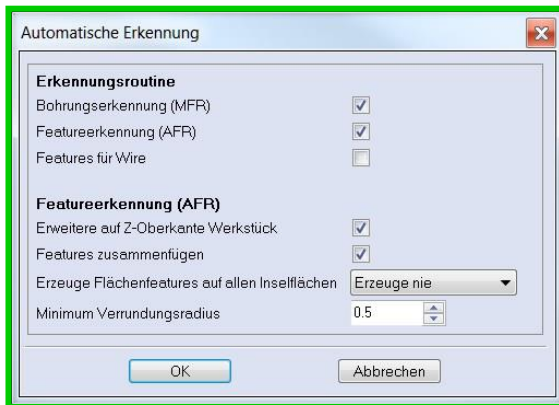 Automatische Erkennung
Erkennungsroutine
Bohrungserkennung (MFR)
Featureerkennung (AFR)
Features für Wire
Featureerkennung (AFR)
Erweitere auf Z-Oberkante Werkstück
Features zusammenfügen
Erzeuge Flächenfeatures auf allen Inselflächen Erzeuge nie
Minimum Verrundungsradius 0.5
OK Abbrechen